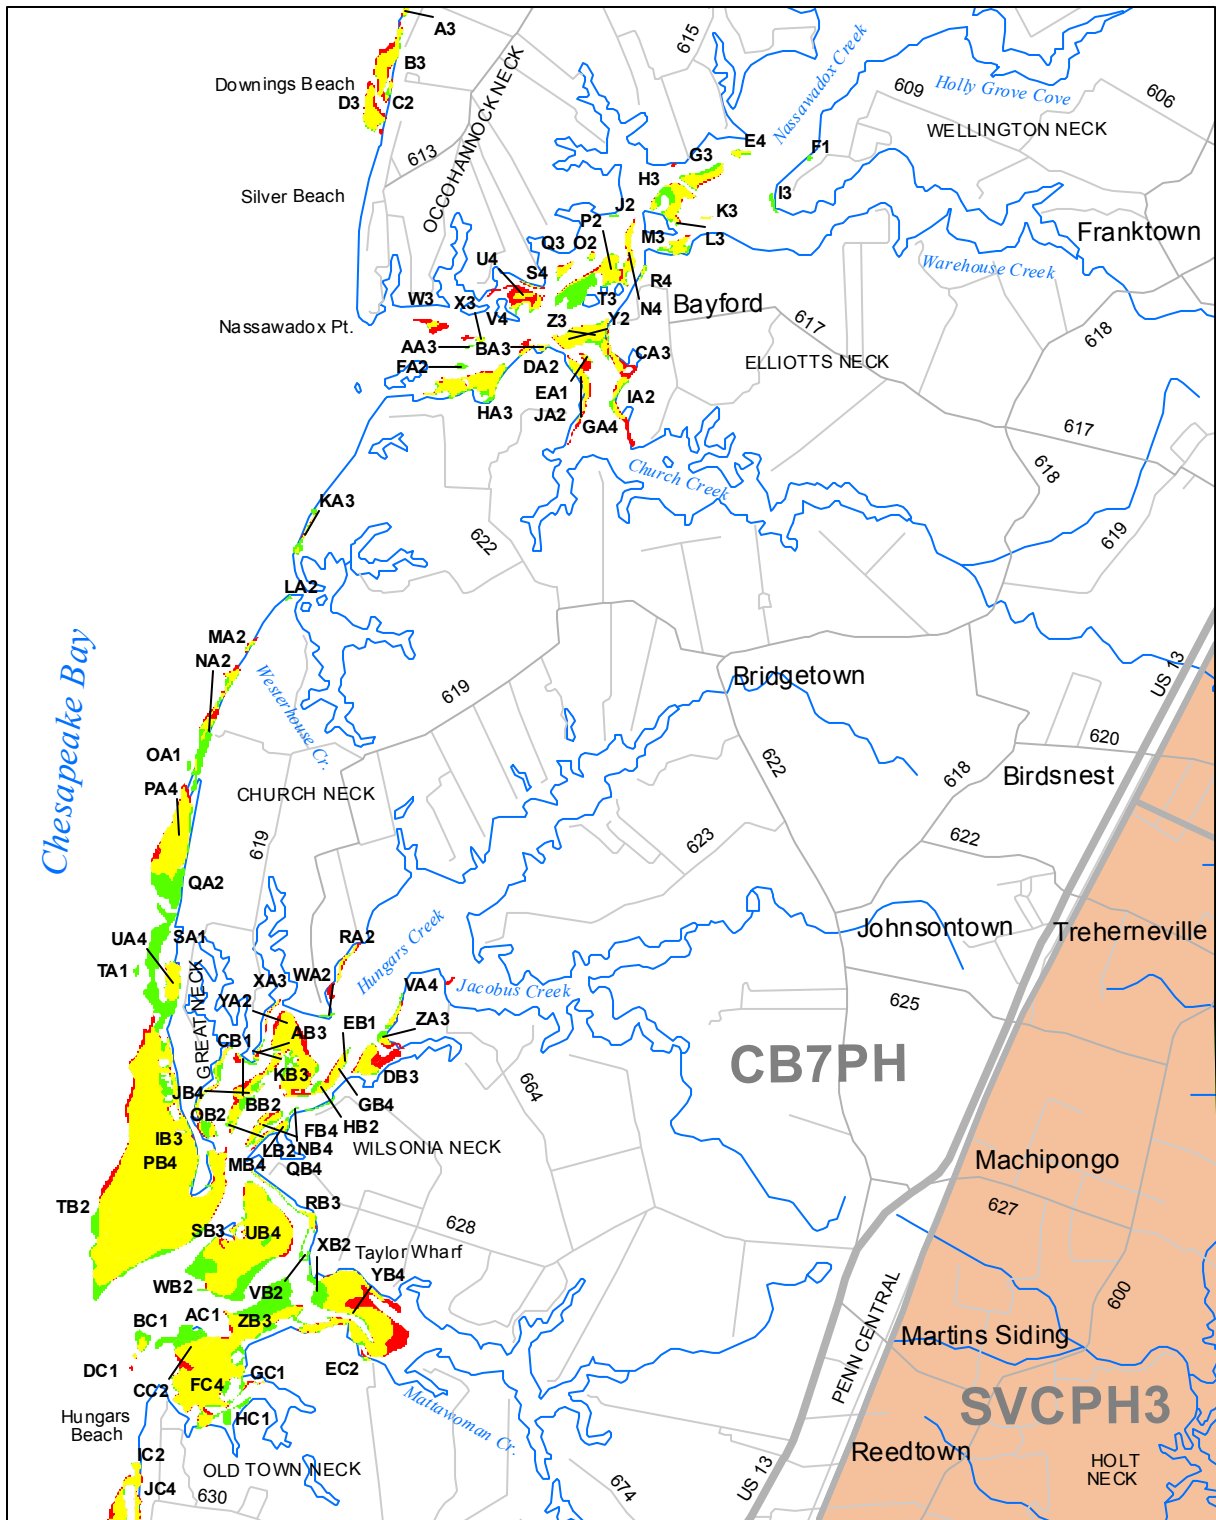 A3
615
Nassawadox Creek
B3
Downings Beach
D3
C2
Holly Grove Cove
609
606
WELLINGTON NECK
OCCOHANNOCK NECK
613
E4
G3
F1
H3
I3
Silver Beach
J2
K3
P2
M3
L3
Franktown
Q3
O2
U4
S4
R4
Warehouse Creek
W3
X3
T3
N4
Bayford
V4
Z3
Y2
Nassawadox Pt.
617
618
AA3
BA3
CA3
FA2
DA2
ELLIOTTS NECK
EA1
IA2
HA3
JA2
GA4
617
Church Creek
618
KA3
622
619
LA2
MA2
NA2
Chesapeake Bay
Westerhouse Cr.
619
Bridgetown
US 13
OA1
622
620
618
Birdsnest
PA4
CHURCH NECK
619
623
622
QA2
UA4
SA1
RA2
Hungars Creek
Johnsontown
Treherneville
TA1
GREAT NECK
XA3
WA2
VA4
Jacobus Creek
625
YA2
AB3
EB1
ZA3
CB1
CB7PH
KB3
DB3
664
JB4
BB2
GB4
OB2
HB2
FB4
IB3
LB2
NB4
WILSONIA NECK
PB4
MB4
QB4
Machipongo
TB2
RB3
627
SB3
UB4
628
XB2
Taylor Wharf
WB2
VB2
YB4
600
BC1
AC1
ZB3
PENN CENTRAL
Martins Siding
DC1
CC2
FC4
GC1
EC2
Mattawoman Cr.
SVCPH3
Hungars
Beach
HC1
Reedtown
IC2
OLD TOWN NECK
HOLT
NECK
JC4
630
674
US 13